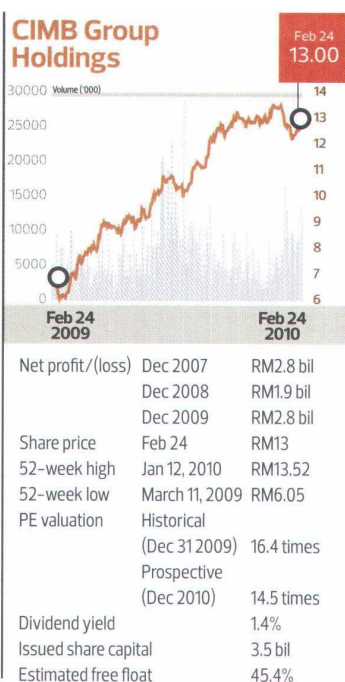 CIMB Group
Holdings
Feb 24
13.00
30000 Volume ('000) 14
25000 13
12
20000 11
15000 10
10000 9
8
5000 7
0 6
Feb 24 Feb 24
2009 2010
Net profit/(loss) Dec 2007 RM2.8 bil
Dec 2008 RM1.9 bil
Dec 2009 RM2.8 bil
Share price Feb 24 RM13
52-week high Jan 12, 2010 RM13.52
52-week low March 11, 2009 RM6.05
PE valuation Historical
(Dec 31 2009) 16.4 times
Prospective
(Dec 2010) 14.5 times
Dividend yield 1.4%
Issued share capital 3.5 bil
Estimated free float 45.4%